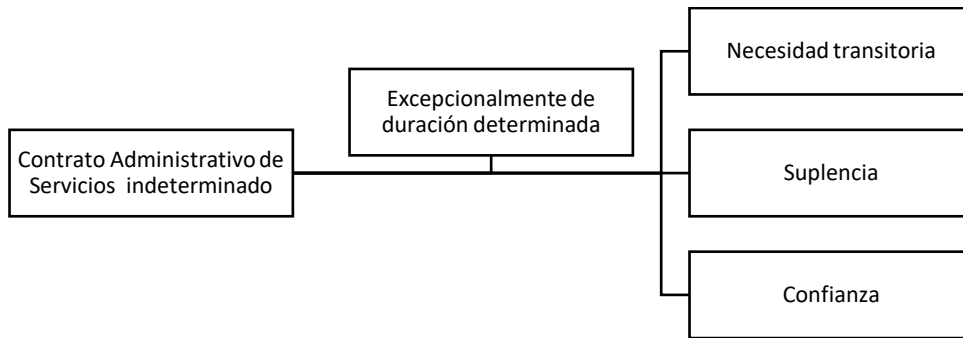 Contrato Administrativo de
Servicios indeterminado
Excepcionalmente de
duración determinada
Necesidad transitoria
Suplencia
Confianza